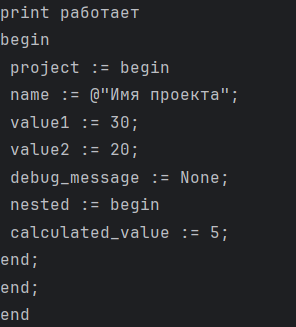 print работает
begin
 project := begin
 name := @"Имя проекта";
 value1 := 30;
 value2 := 20;
 debug_message := None;
 nested := begin
 calculated_value := 5;
end;
end;
end